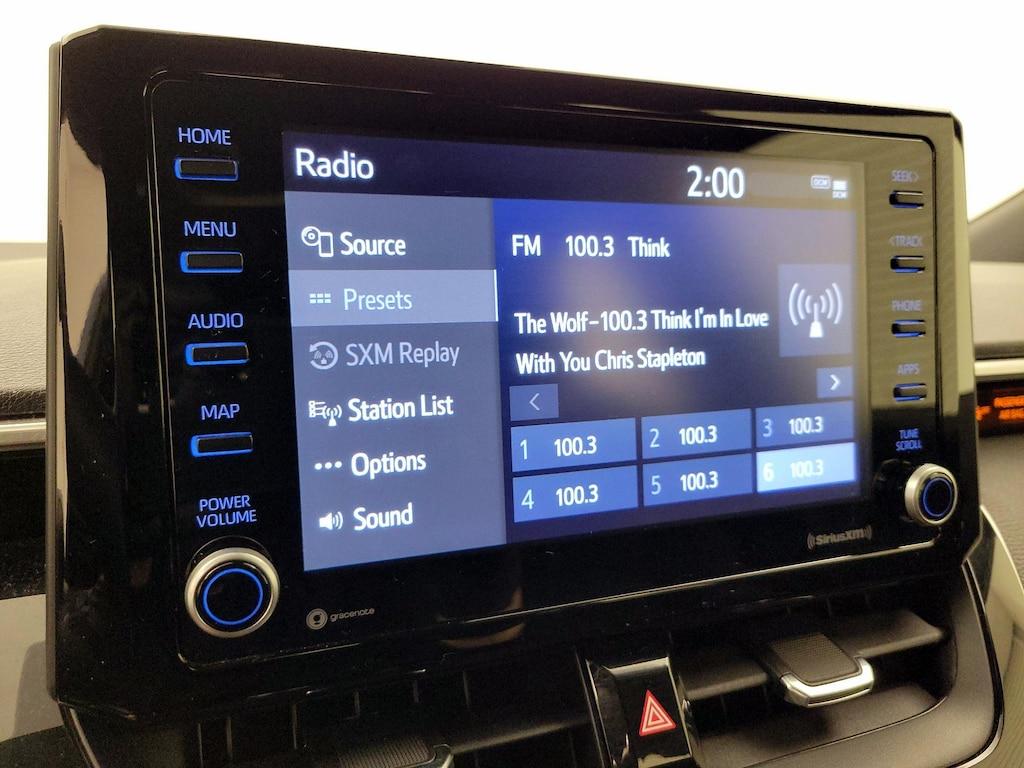 HOME
MENU
AUDIO
MAP
POWER
VOLUME
Radio
2:00
DCM
Source
Presets
SXM Replay
Station List
Options
Sound
FM 100.3 Think
The Wolf-100.3 Think I'm In Love
With You Chris Stapleton
<
>
1 100.3
2 100.3
3 100.3
4 100.3
5 100.3
6 100.3
SEEK>
<TRACK
PHONE
APPS
TUNE
SCROLL
SiriusXM
gracenote